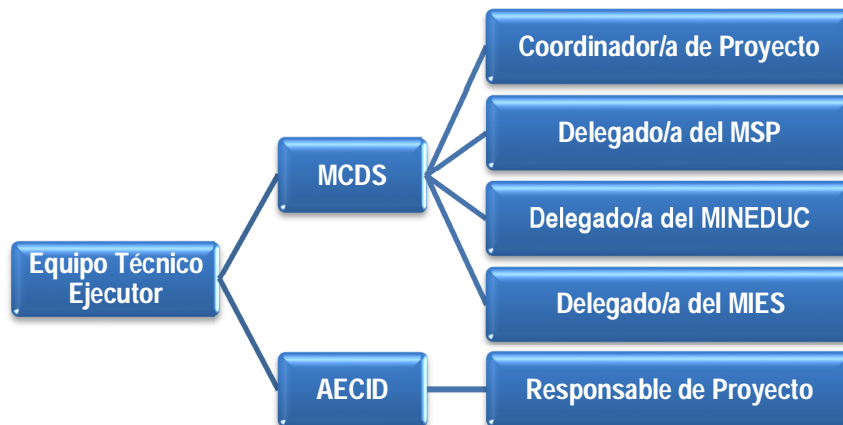 Coordinador/a de Proyecto
Delegado/a del MSP
MCDS
Delegado/a del MINEDUC
Equipo Técnico
Ejecutor
Delegado/a del MIES
AECID
Responsable de Proyecto